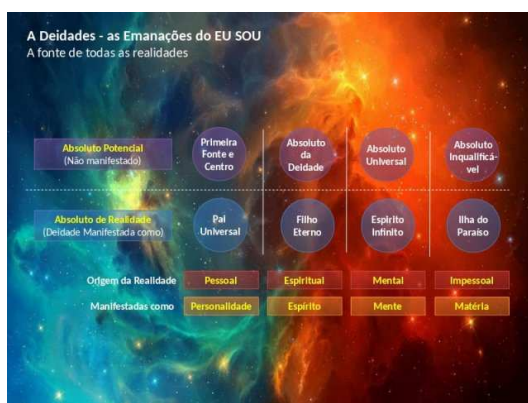 A Deidades - as Emanações do EU SOU
A fonte de todas as realidades
Absoluto Potencial
(Não manifestado)
Primeira
Fonte e
Centro
Absoluto
da
Deidade
Absoluto
Universal
Absoluto
Inqualificá-
vel
Absoluto de Realidade
(Deidade Manifestada como)
Pai
Universal
Filho
Eterno
Espirito
Infinito
Ilha do
Paraíso
Origem da Realidade
Pessoal
Espiritual
Mental
Impessoal
Manifestadas como
Personalidade
Espírito
Mente
Matéria